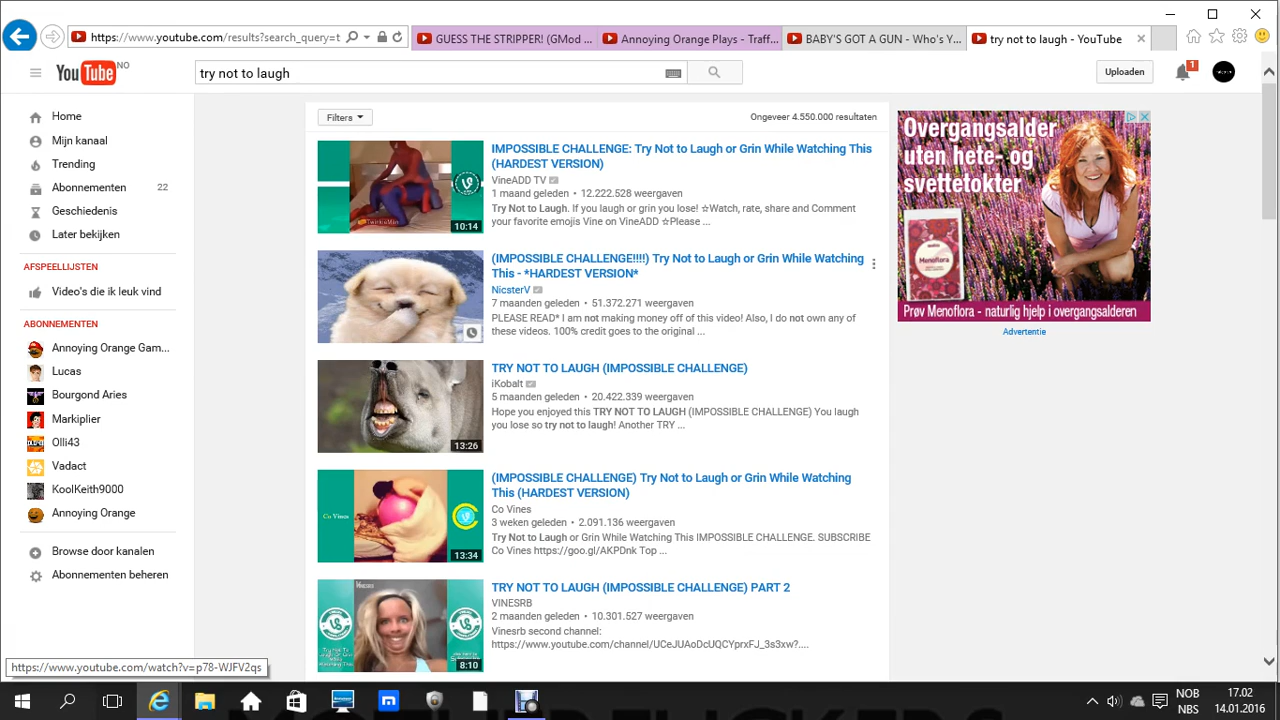 https://www.youtube.com/results?search_query=t
GUESS THE STRIPPER! (GMod ...
Annoying Orange Plays - Traff...
BABY'S GOT A GUN - Who's Y...
try not to laugh - YouTube
YouTube NO
try not to laugh
Uploaden
1
Home
Mijn kanaal
Trending
Abonnementen 22
Geschiedenis
Later bekijken
AFSPEELLIJSTEN
Video's die ik leuk vind
ABONNEMENTEN
Annoying Orange Gam...
Lucas
Bourgond Aries
Markiplier
Olli43
Vadact
KoolKeith9000
Annoying Orange
Browse door kanalen
Abonnementen beheren
https://www.youtube.com/watch?v=p78-WJFV2qs
Filters
Ongeveer 4.550.000 resultaten
10:14
IMPOSSIBLE CHALLENGE: Try Not to Laugh or Grin While Watching This
(HARDEST VERSION)
VineADD TV
1 maand geleden • 12.222.528 weergaven
Try Not to Laugh. If you laugh or grin you lose! ☆Watch, rate, share and Comment
your favorite emojis Vine on VineADD ☆Please ...
(IMPOSSIBLE CHALLENGE!!!!) Try Not to Laugh or Grin While Watching
This - *HARDEST VERSION*
NicsterV
7 maanden geleden • 51.372.271 weergaven
PLEASE READ* I am not making money off of this video! Also, I do not own any of
these videos. 100% credit goes to the original ...
13:26
TRY NOT TO LAUGH (IMPOSSIBLE CHALLENGE)
iKobalt
5 maanden geleden • 20.422.339 weergaven
Hope you enjoyed this TRY NOT TO LAUGH (IMPOSSIBLE CHALLENGE) You laugh
you lose so try not to laugh! Another TRY ...
Co Vines
13:34
(IMPOSSIBLE CHALLENGE) Try Not to Laugh or Grin While Watching
This (HARDEST VERSION)
Co Vines
3 weken geleden • 2.091.136 weergaven
Try Not to Laugh or Grin While Watching This IMPOSSIBLE CHALLENGE. SUBSCRIBE
Co Vines https://goo.gl/AKPDnk Top ...
8:10
TRY NOT TO LAUGH (IMPOSSIBLE CHALLENGE) PART 2
VINESRB
2 maanden geleden • 10.301.527 weergaven
Vinesrb second channel:
https://www.youtube.com/channel/UCeJUAoDcUQCYprxFJ_3s3xw?....
Overgangsalder
uten hete- og
svettetokter
Menoflora
Prøv Menoflora - naturlig hjelp i overgangsalderen
Advertentie
NOB
NBS
17.02
14.01.2016